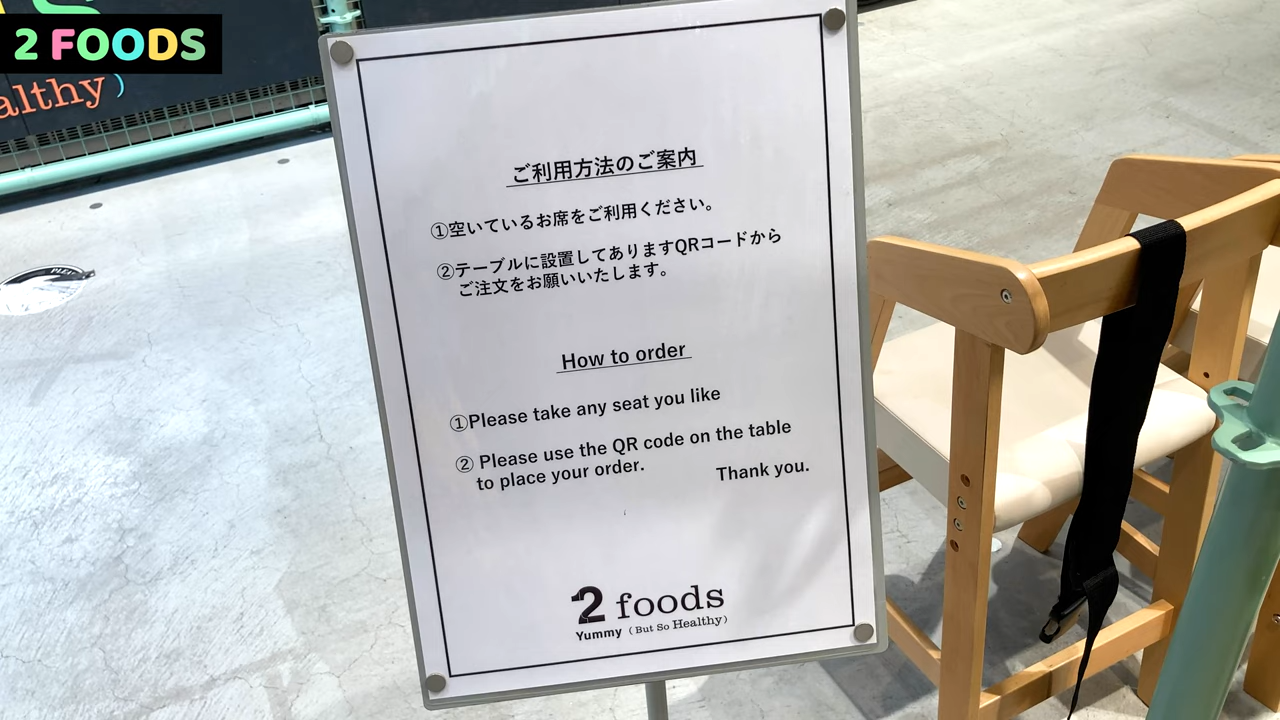 2 FOODS
althy)
PLEA
ご利用方法のご案内
①空いているお席をご利用ください。
②テーブルに設置してありますQRコードから
ご注文をお願いいたします。
How to order
①Please take any seat you like
② Please use the QR code on the table
to place your order. Thank you.
2 foods
Yummy (But So Healthy)